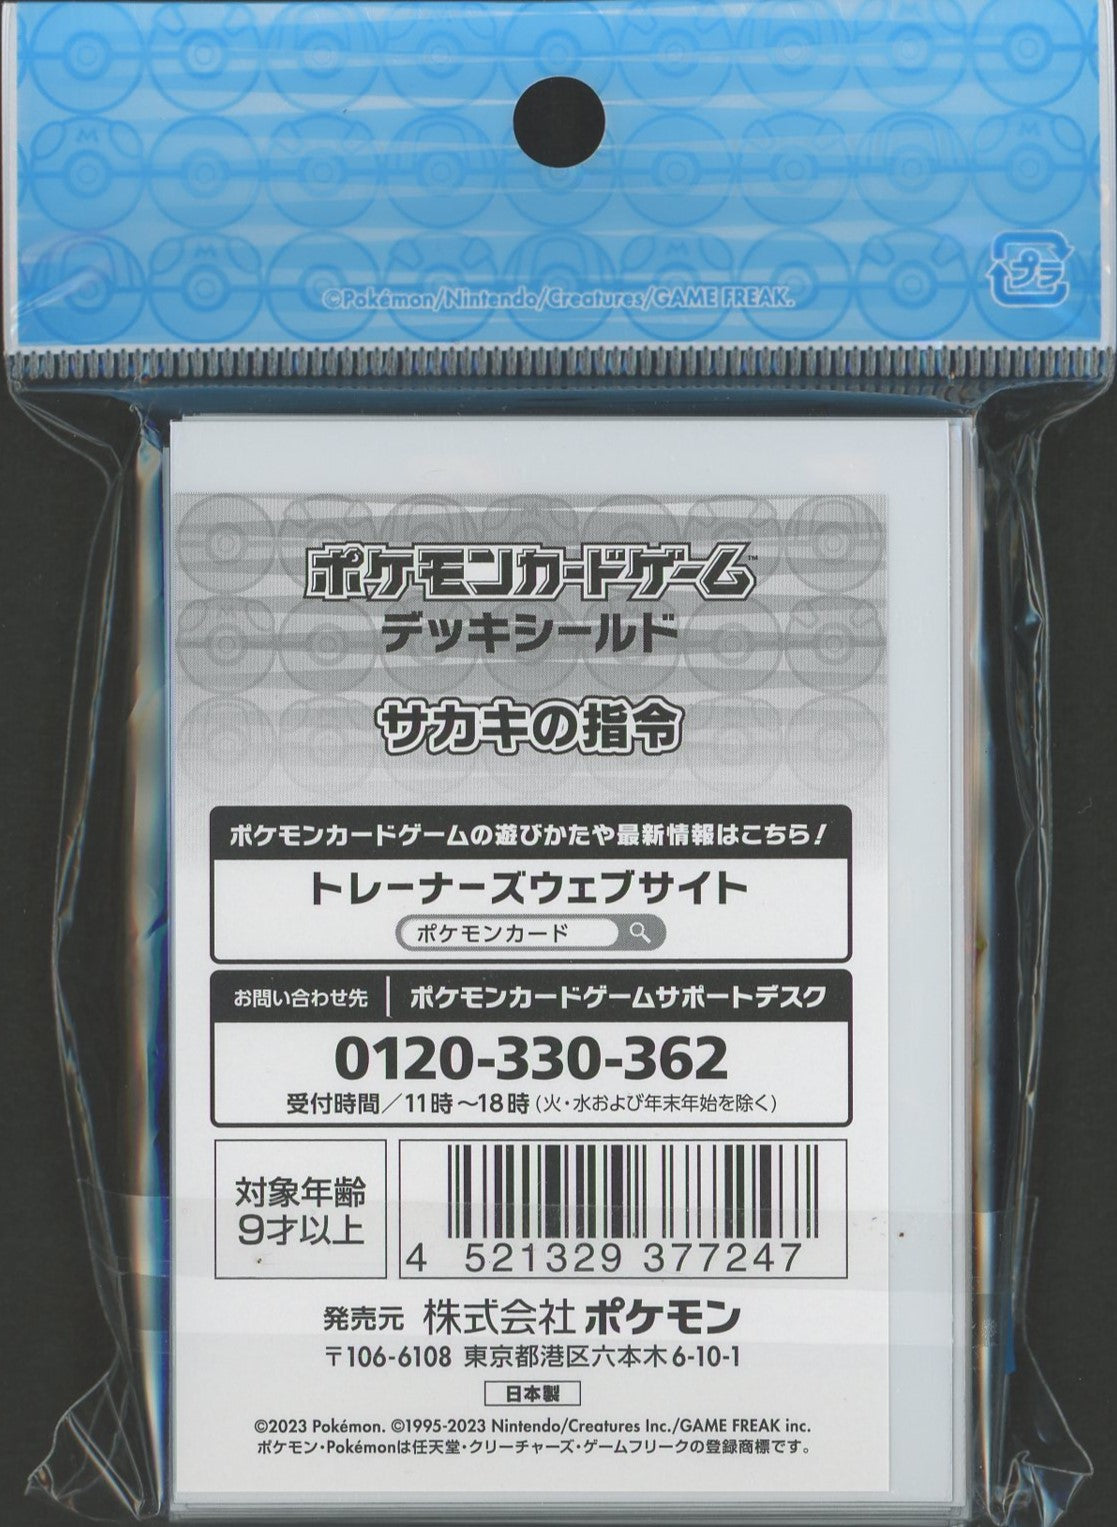 ©Pokémon/Nintendo/Creatures/GAME FREAK.
プラ
ポケモンカードゲーム™
デッキシールド
サカキの指令
ポケモンカードゲームの遊びかたや最新情報はこちら!
トレーナーズウェブサイト
ポケモンカード
お問い合わせ先 ポケモンカードゲームサポートデスク
0120-330-362
受付時間/11時~18時(火・水および年末年始を除く)
対象年齢
9才以上
4 521329 377247
発売元 株式会社ポケモン
〒106-6108 東京都港区六本木6-10-1
日本製
©2023 Pokémon. ©1995-2023 Nintendo/Creatures Inc./GAME FREAK inc.
ポケモン・Pokémonは任天堂・クリーチャーズ・ゲームフリークの登録商標です。